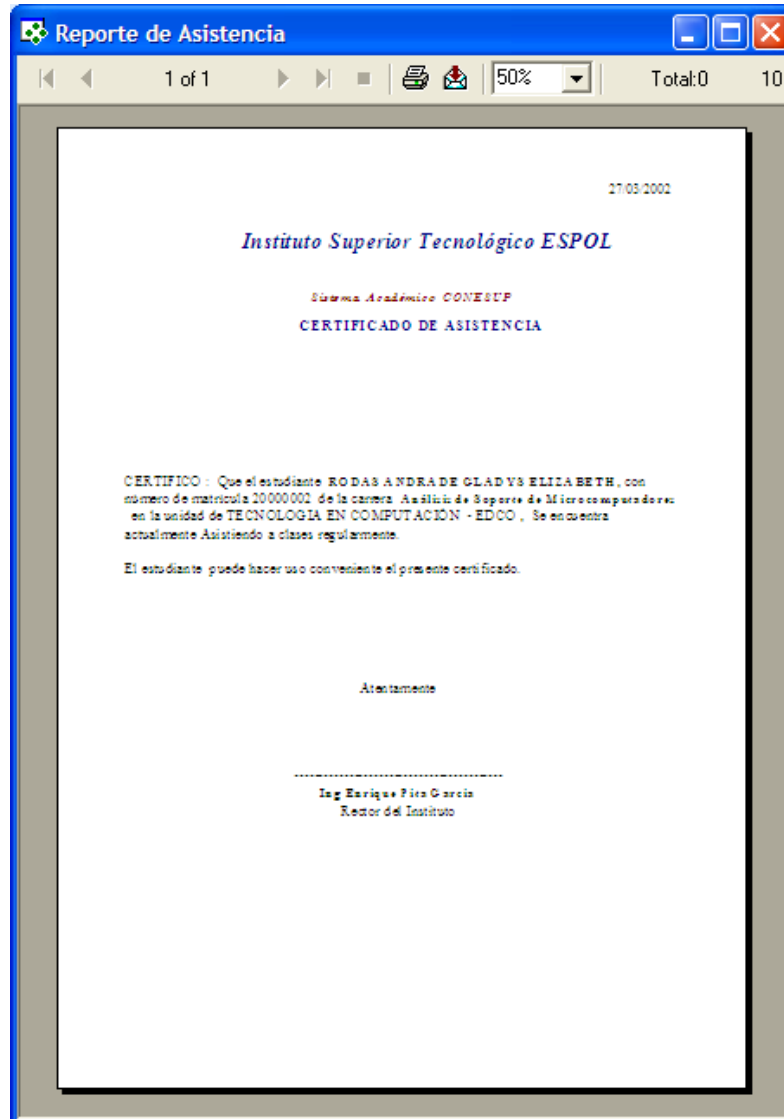 Reporte de Asistencia
1 of 1
50%
Total:0
10
27/03/2002
Instituto Superior Tecnológico ESPOL
Sistema Académico CONESUP
CERTIFICADO DE ASISTENCIA
CERTIFICO : Que el estudiante RODAS ANDRADE GLADYS ELIZABETH, con
número de matricula 20000002 de la carrera Análisis de Soporte de Microcomputadores
en la unidad de TECNOLOGIA EN COMPUTACIÓN - EDCO , Se encuentra
actualmente Asistiendo a clases regularmente.
El estudiante puede hacer uso conveniente el presente certificado.
Atentamente
Ing Enrique Pita Garcia
Rector del Instituto